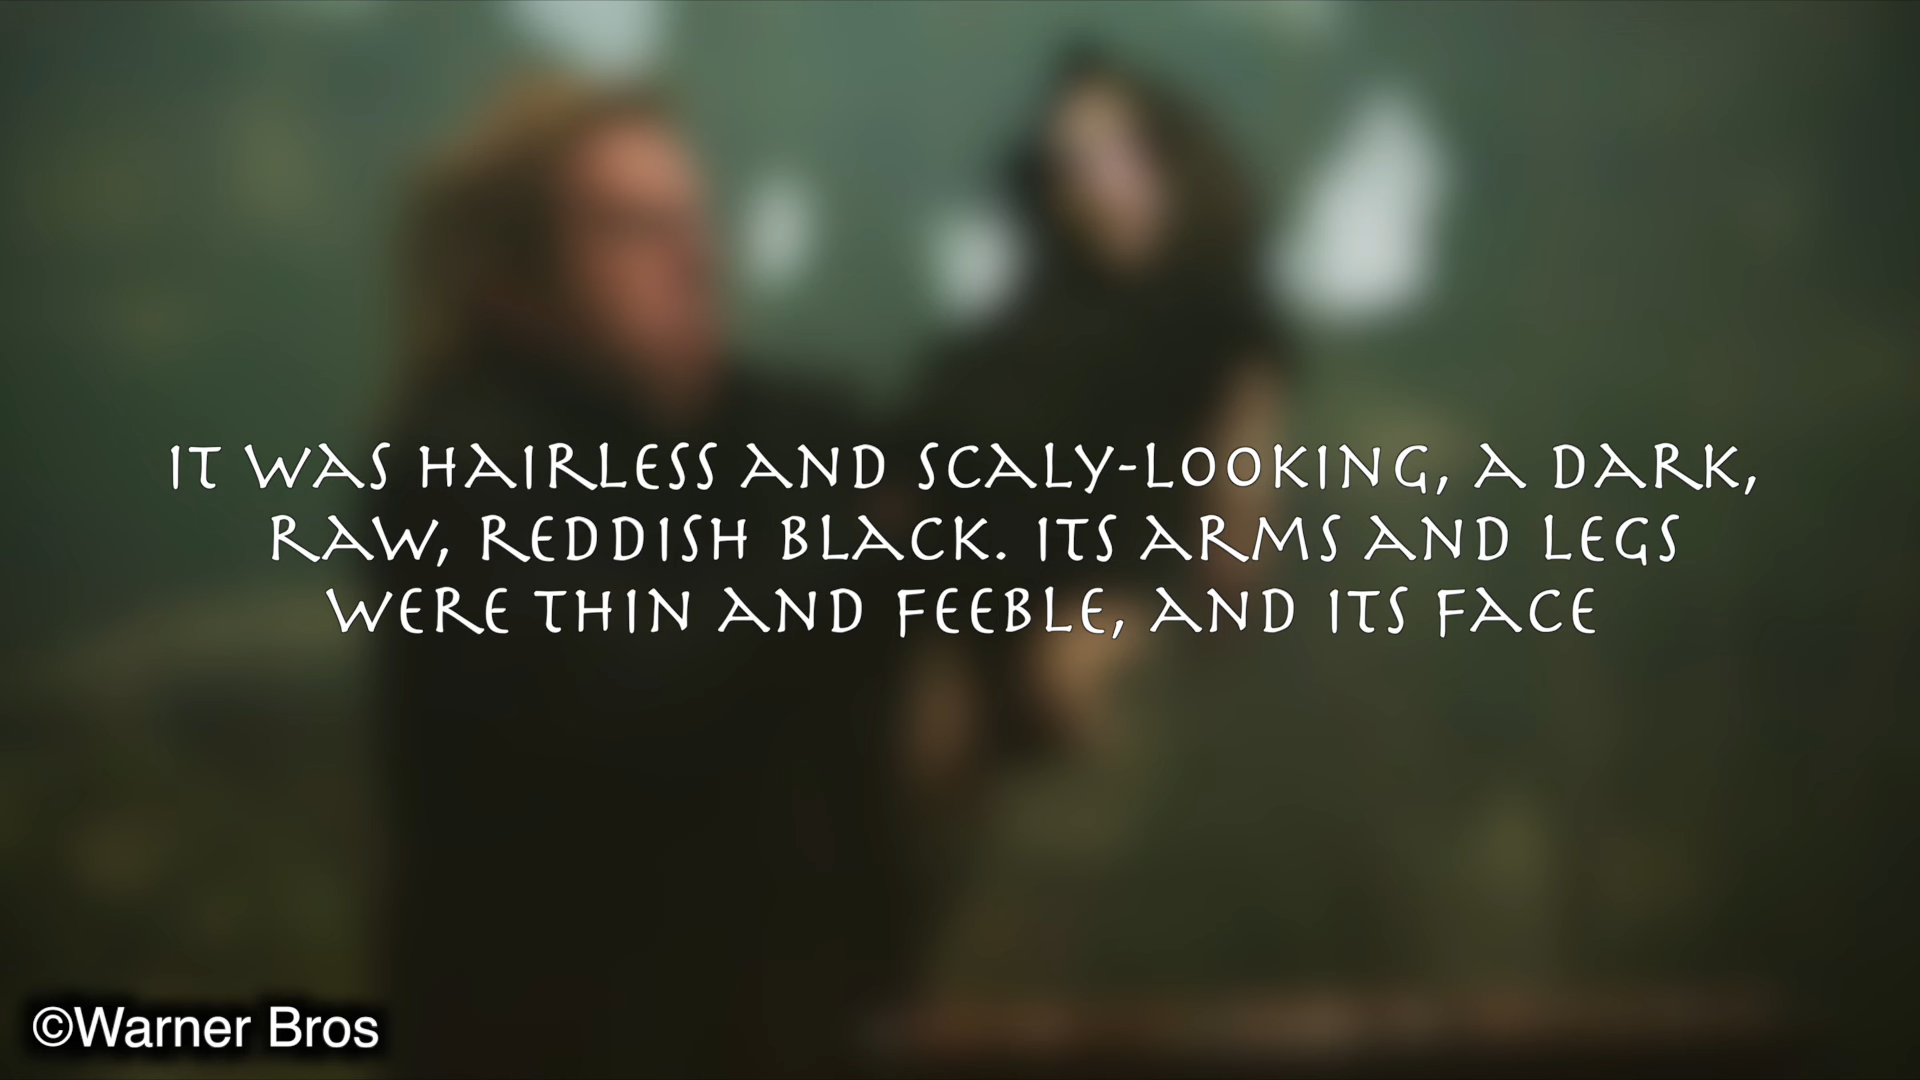 IT WAS HAIRLESS AND SCALY-LOOKING, A DARK,
RAW, REDDISH BLACK. ITS ARMS AND LEGS
WERE THIN AND FEEBLE, AND ITS FACE
©Warner Bros